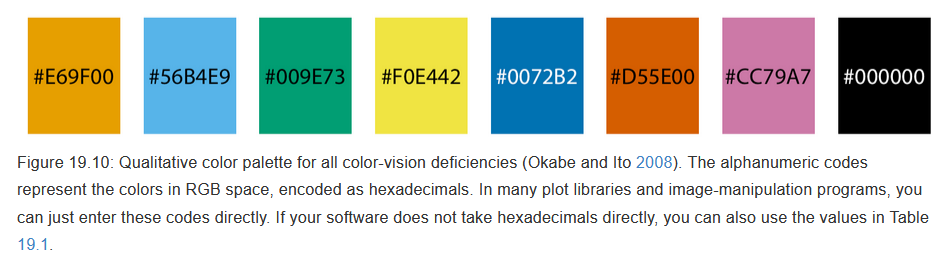 #E69F00 #56B4E9 #009E73 #F0E442 #0072B2 #D55E00 #CC79A7 #000000
Figure 19.10: Qualitative color palette for all color-vision deficiencies (Okabe and Ito 2008). The alphanumeric codes
represent the colors in RGB space, encoded as hexadecimals. In many plot libraries and image-manipulation programs, you
can just enter these codes directly. If your software does not take hexadecimals directly, you can also use the values in Table
19.1.